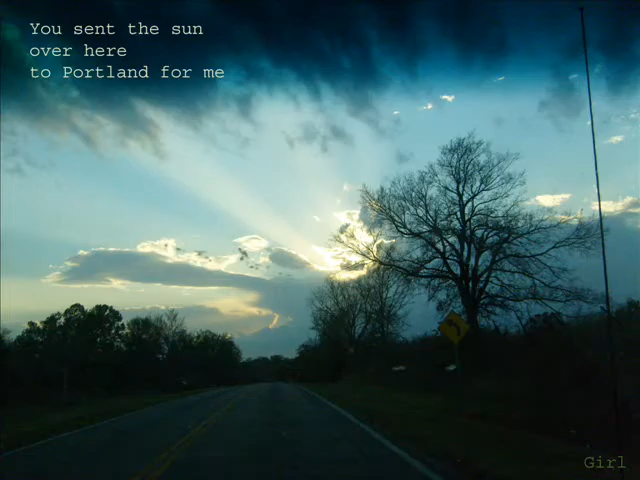 You sent the sun
over here
to Portland for me
Girl